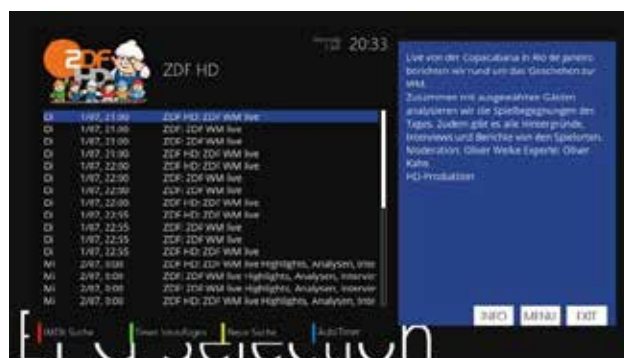 20:33
ZDF HD
ZDF HD
Di 1/07, 21:00 ZDF HD: ZDF WM live
Di 1/07, 21:00 ZDF: ZDF WM live
Di 1/07, 21:00 ZDF: ZDF WM live
Di 1/07, 21:00 ZDF HD: ZDF WM live
Di 1/07, 22:00 ZDF HD: ZDF WM live
Di 1/07, 22:00 ZDF: ZDF WM live
Di 1/07, 22:00 ZDF: ZDF WM live
Di 1/07, 22:00 ZDF HD: ZDF WM live
Di 1/07, 22:55 ZDF HD: ZDF WM live
Di 1/07, 22:55 ZDF: ZDF WM live
Di 1/07, 22:55 ZDF: ZDF WM live
Di 1/07, 22:55 ZDF HD: ZDF WM live
Mi 2/07, 0:00 ZDF HD: ZDF WM live Highlights, Analysen, Inter
Mi 2/07, 0:00 ZDF: ZDF WM live Highlights, Analysen, Interview
Mi 2/07, 0:00 ZDF: ZDF WM live Highlights, Analysen, Interview
Mi 2/07, 0:00 ZDF HD: ZDF WM live Highlights, Analysen, Inter
Live von der Copacabana in Rio de Janeiro
berichten wir rund um das Geschehen zur
WM.
Zusammen mit ausgewählten Gästen
analysieren wir die Spielbegegnungen des
Tages. Zudem gibt es alle Hintergründe,
Interviews und Berichte von den Spielorten.
Moderation: Oliver Welke Experte: Oliver
Kahn
HD-Produktion
INFO MENU EXIT
IMDb Suche Timer hinzufügen Neue Suche AutoTimer
EPG Selection